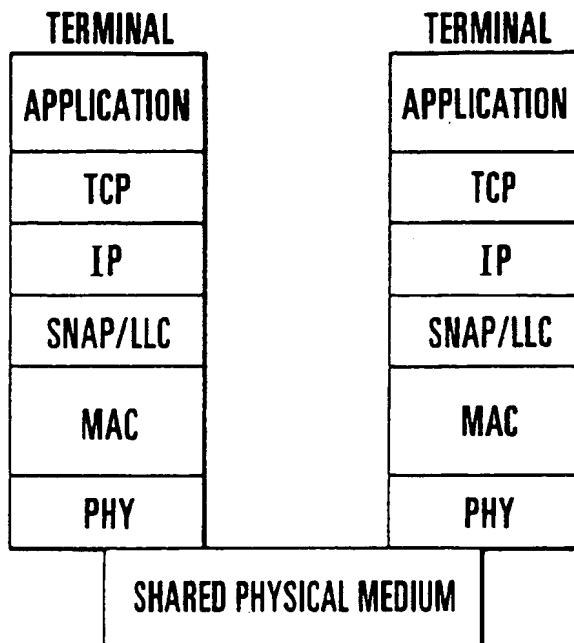 TERMINAL
APPLICATION
TCP
IP
SNAP/LLC
MAC
PHY
TERMINAL
APPLICATION
TCP
IP
SNAP/LLC
MAC
PHY
SHARED PHYSICAL MEDIUM